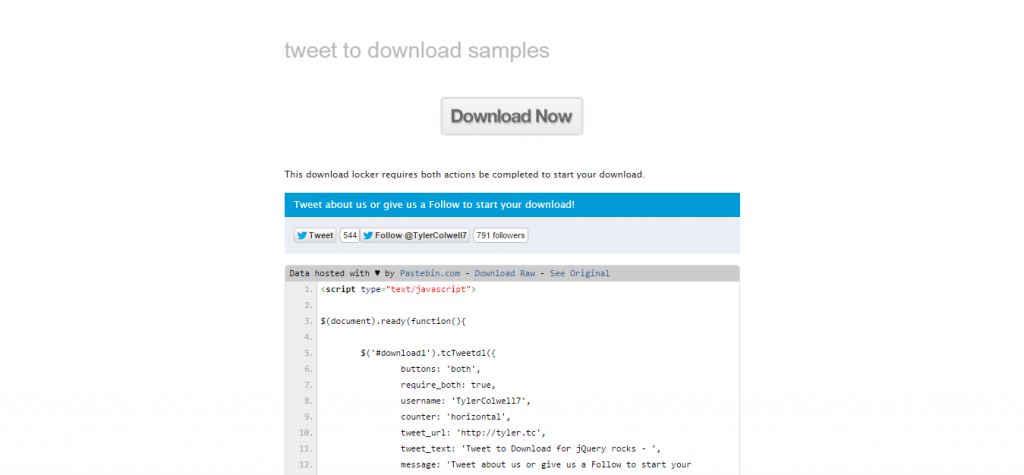 tweet to download samples
Download Now
This download locker requires both actions be completed to start your download.
Tweet about us or give us a Follow to start your download!
Tweet 544 Follow @TylerColwell7 791 followers
Data hosted with ♥ by Pastebin.com - Download Raw - See Original
1. <script type="text/javascript">
2.
3. $(document).ready(function(){
4.
5. $('#download1').tcTweetdl({
6. buttons: 'both',
7. require_both: true,
8. username: 'TylerColwell7',
9. counter: 'horizontal',
10. tweet_url: 'http://tyler.tc',
11. tweet_text: 'Tweet to Download for jQuery rocks - ',
12. message: 'Tweet about us or give us a Follow to start your